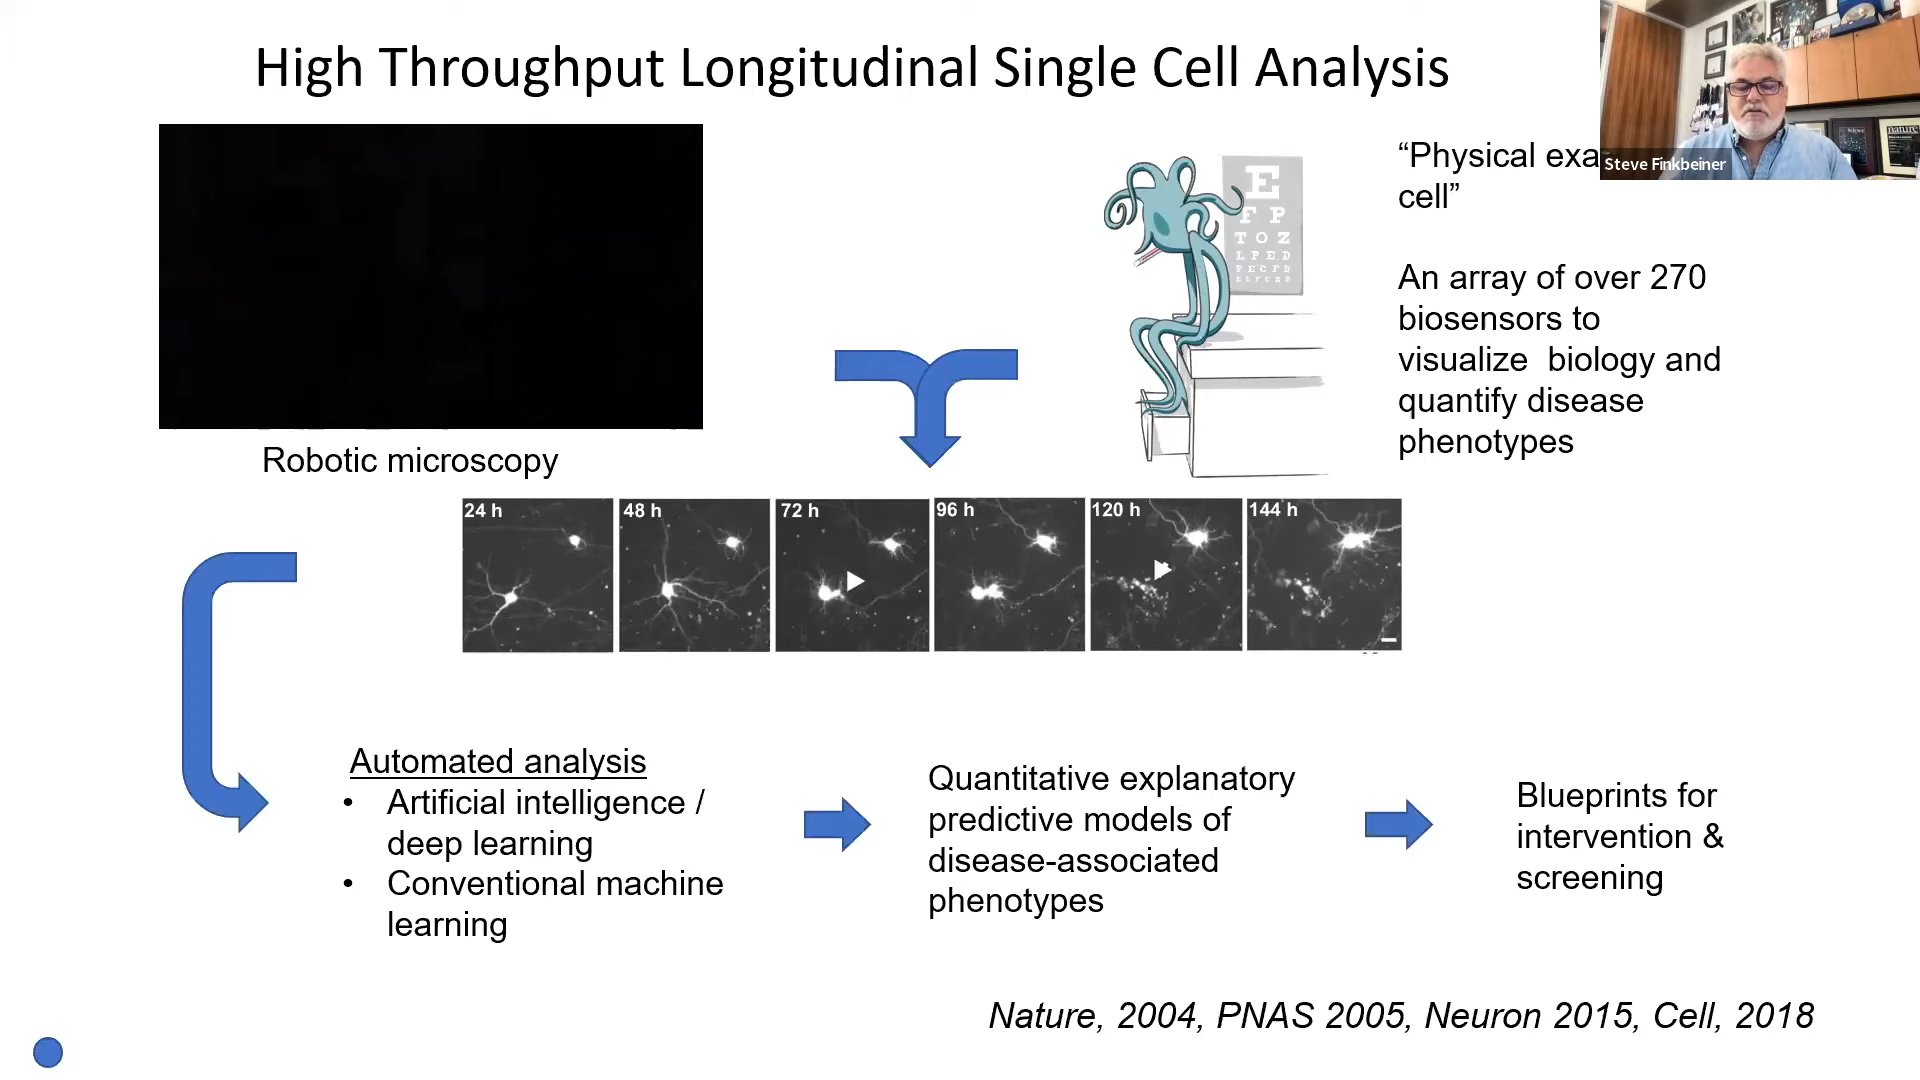 High Throughput Longitudinal Single Cell Analysis
Steve Finkbeiner
nature
“Physical exa
cell”
An array of over 270
biosensors to
visualize biology and
quantify disease
phenotypes
E
F P
T O Z
L P E D
P E C F D
Robotic microscopy
24 h
48 h
72 h
96 h
120 h
144 h
Automated analysis
• Artificial intelligence /
deep learning
• Conventional machine
learning
Quantitative explanatory
predictive models of
disease-associated
phenotypes
Blueprints for
intervention &
screening
Nature, 2004, PNAS 2005, Neuron 2015, Cell, 2018